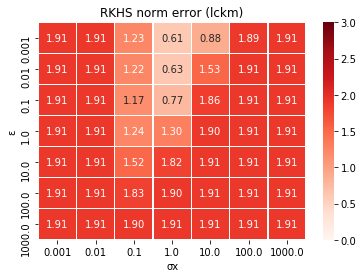 RKHS norm error (lckm)
0.001 1.91 1.91 1.23 0.61 0.88 1.89 1.91
0.01 1.91 1.91 1.22 0.63 1.53 1.91 1.91
0.1 1.91 1.91 1.17 0.77 1.86 1.91 1.91
1.0 1.91 1.91 1.24 1.30 1.90 1.91 1.91
10.0 1.91 1.91 1.52 1.82 1.91 1.91 1.91
100.0 1.91 1.91 1.83 1.90 1.91 1.91 1.91
1000.0 1.91 1.91 1.90 1.91 1.91 1.91 1.91
0.001 0.01 0.1 1.0 10.0 100.0 1000.0
σx
ε
3.0
2.5
2.0
1.5
1.0
0.5
0.0